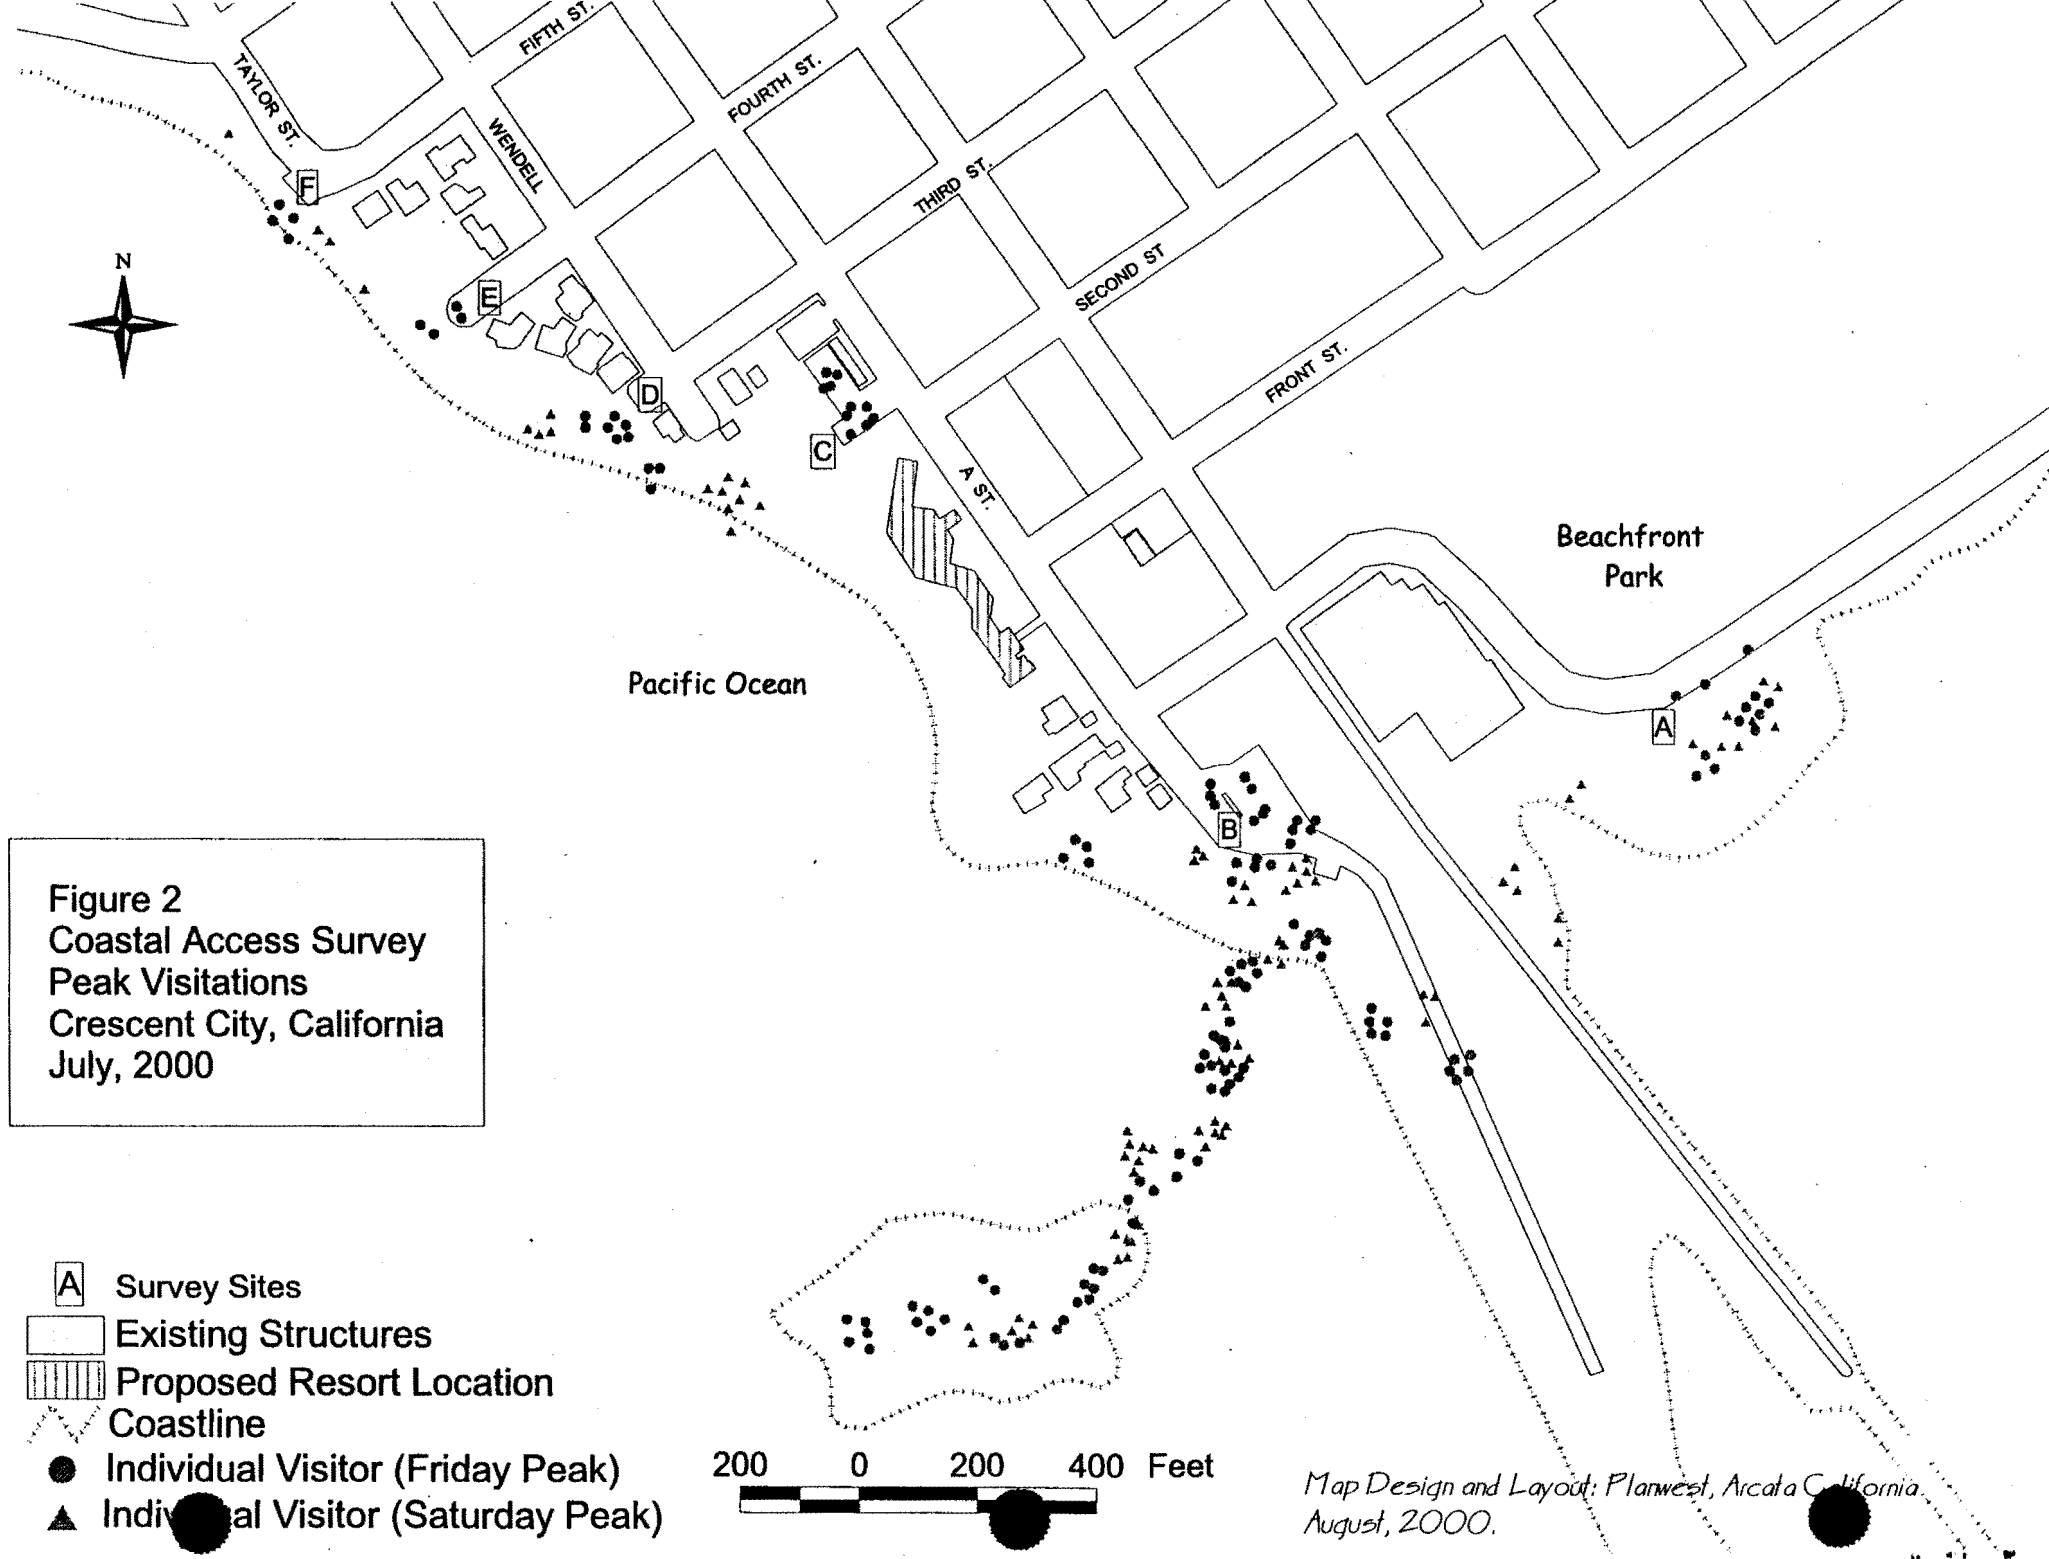 FIFTH ST.
TAYLOR ST.
FOURTH ST.
WENDELL
THIRD ST.
F
SECOND ST
N
E
FRONT ST.
D
C
A ST.
Beachfront
Park
Pacific Ocean
A
B
Figure 2
Coastal Access Survey
Peak Visitations
Crescent City, California
July, 2000
A Survey Sites
Existing Structures
Proposed Resort Location
Coastline
Individual Visitor (Friday Peak)
Visitor (Saturday Peak)
200 0 200 400 Feet
Map Design and Layout: Planwest, Arcata California
August, 2000.